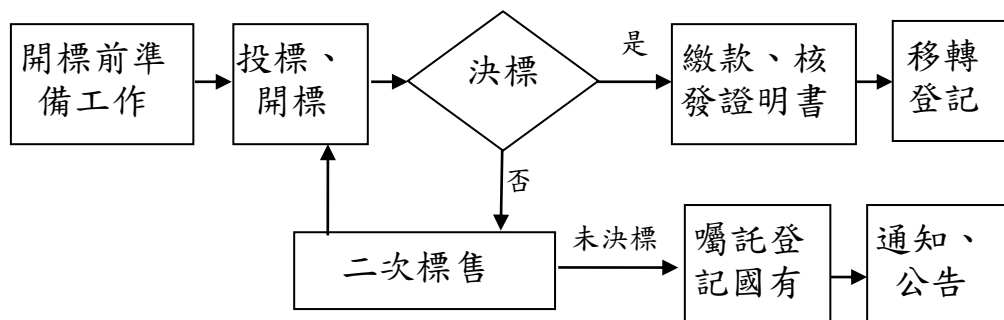 開標前準
備工作
投標、
開標
決標
是
繳款、核
發證明書
移轉
登記
否
二次標售
未決標
囑託登
記國有
通知、
公告